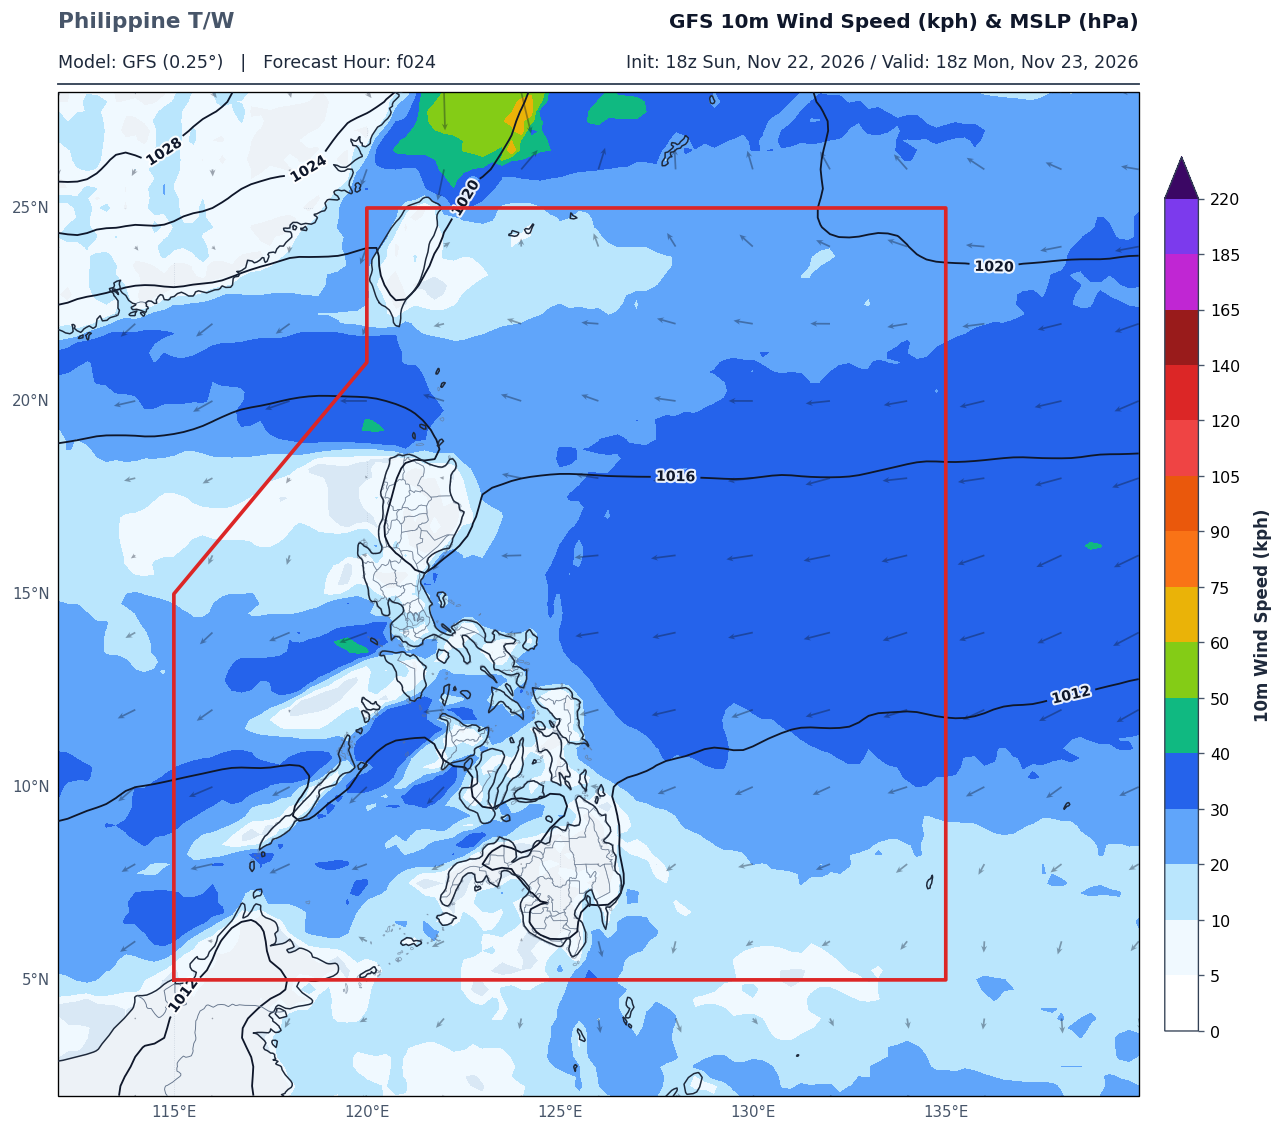 Philippine T/W
GFS 10m Wind Speed (kph) & MSLP (hPa)
Model: GFS (0.25°)   |   Forecast Hour: f024
Init: 18z Sun, Nov 22, 2026 / Valid: 18z Mon, Nov 23, 2026
1028
1024
1020
1020
1016
1012
1012
25°N
20°N
15°N
10°N
5°N
115°E
120°E
125°E
130°E
135°E
220
185
165
140
120
105
90
75
60
50
40
30
20
10
5
0
10m Wind Speed (kph)